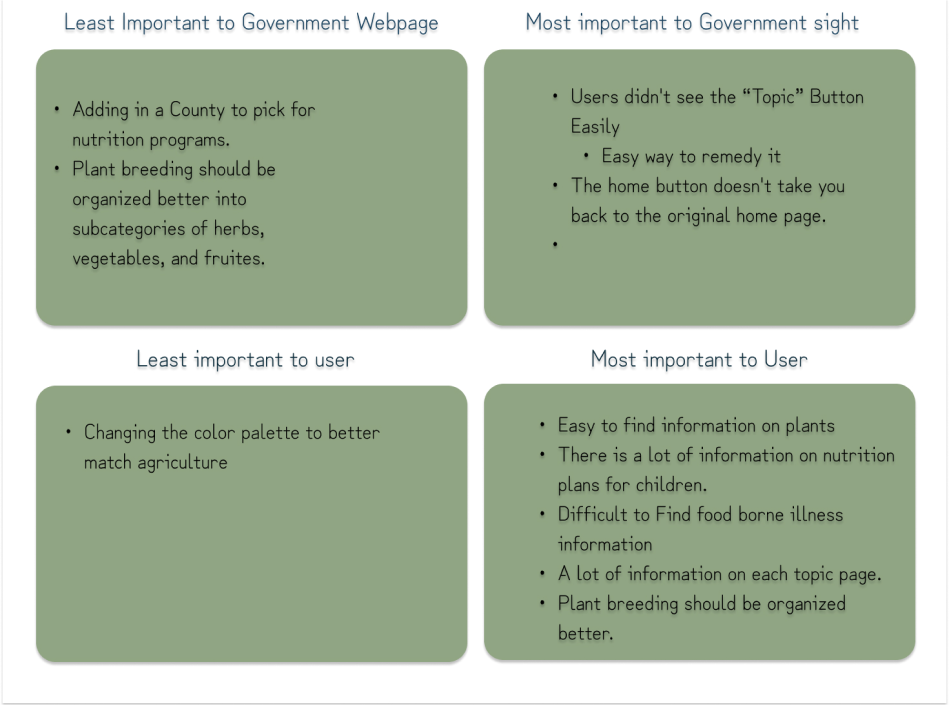 Least Important to Government Webpage
• Adding in a County to pick for
nutrition programs.
• Plant breeding should be
organized better into
subcategories of herbs,
vegetables, and fruites.
Most important to Government sight
• Users didn't see the “Topic” Button
Easily
• Easy way to remedy it
• The home button doesn't take you
back to the original home page.
•
Least important to user
• Changing the color palette to better
match agriculture
Most important to User
• Easy to find information on plants
• There is a lot of information on nutrition
plans for children.
• Difficult to Find food borne illness
information
• A lot of information on each topic page.
• Plant breeding should be organized
better.